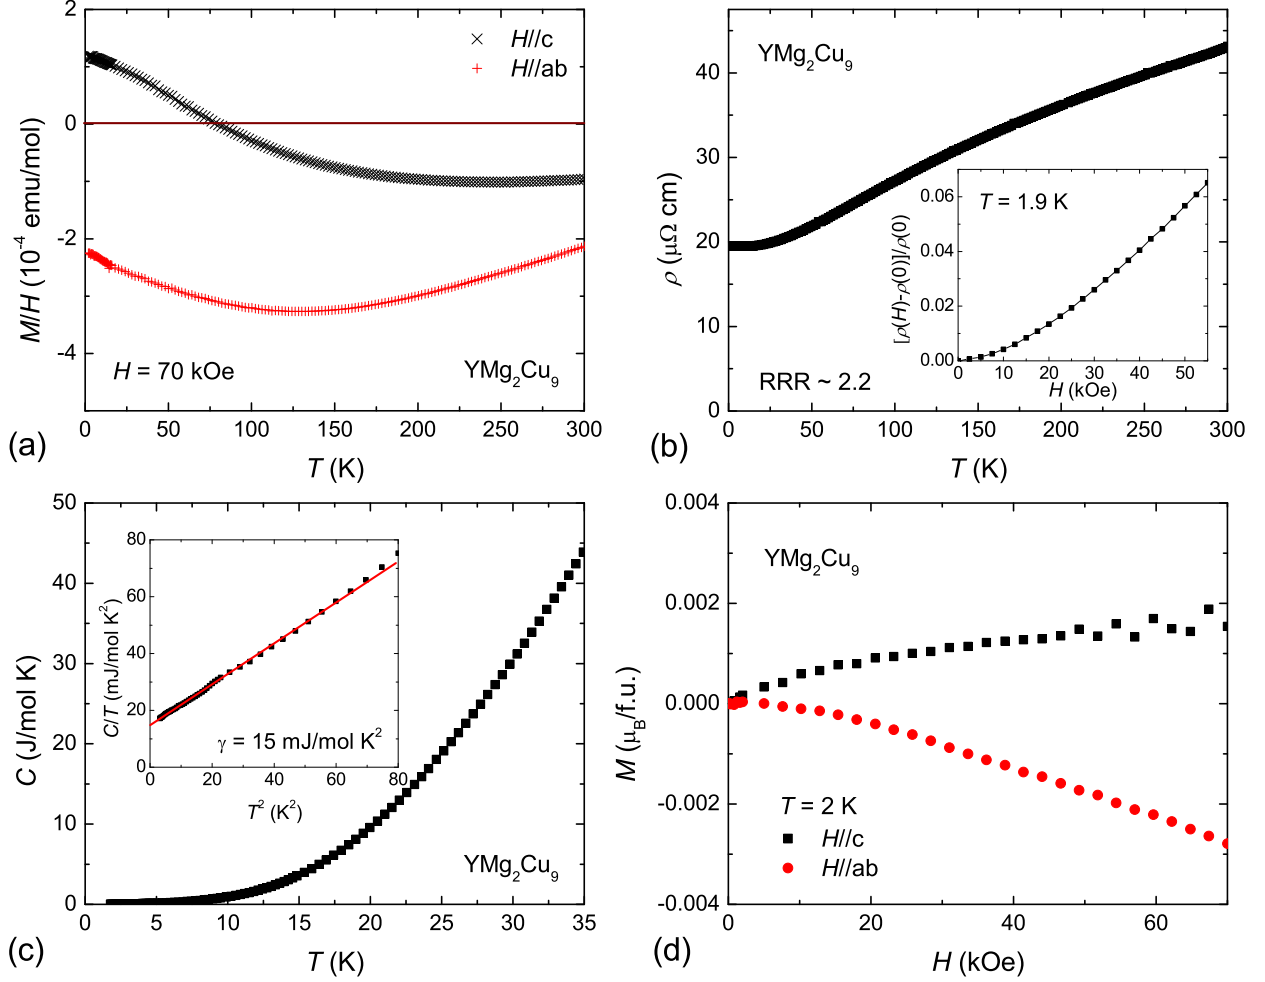 2
0
-2
-4
M/H (10⁻⁴ emu/mol)
H//c
H//ab
H = 70 kOe
YMg₂Cu₉
0 50 100 150 200 250 300
(a)
T (K)
40
30
20
10
0
ρ (μΩ cm)
YMg₂Cu₉
RRR ~ 2.2
0 50 100 150 200 250 300
(b)
T (K)
0.06
0.04
0.02
0.00
[ρ(H)-ρ(0)]/ρ(0)
T = 1.9 K
0 10 20 30 40 50
H (kOe)
50
40
30
20
10
0
C (J/mol K)
YMg₂Cu₉
0 5 10 15 20 25 30 35
(c)
T (K)
80
60
40
20
0
C/T (mJ/mol K²)
γ = 15 mJ/mol K²
0 20 40 60 80
T² (K²)
0.004
0.002
0.000
-0.002
-0.004
M (μ_B/f.u.)
YMg₂Cu₉
T = 2 K
H//c
H//ab
0 20 40 60
(d)
H (kOe)